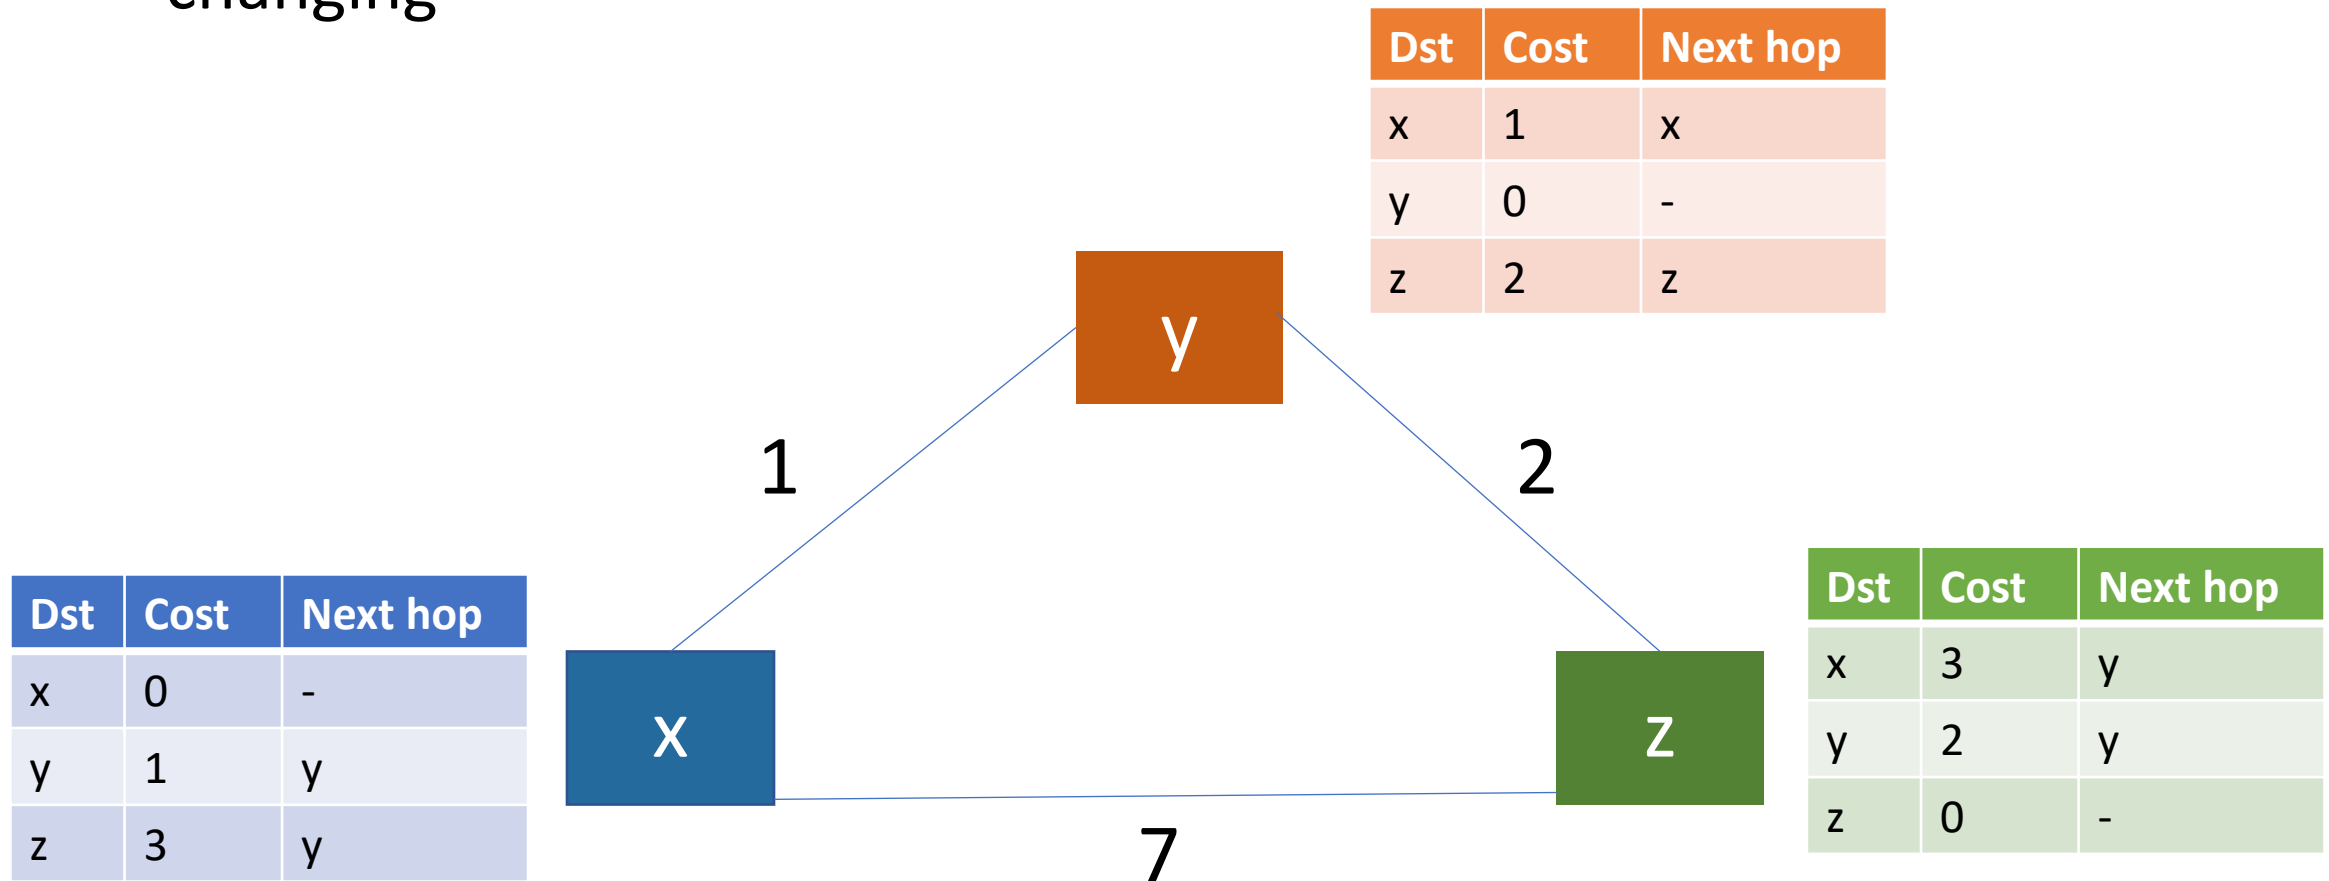 changing
Dst Cost Next hop
x 1 x
y 0 -
z 2 z
y
1
2
Dst Cost Next hop
x 0 -
y 1 y
z 3 y
x
z
Dst Cost Next hop
x 3 y
y 2 y
z 0 -
7